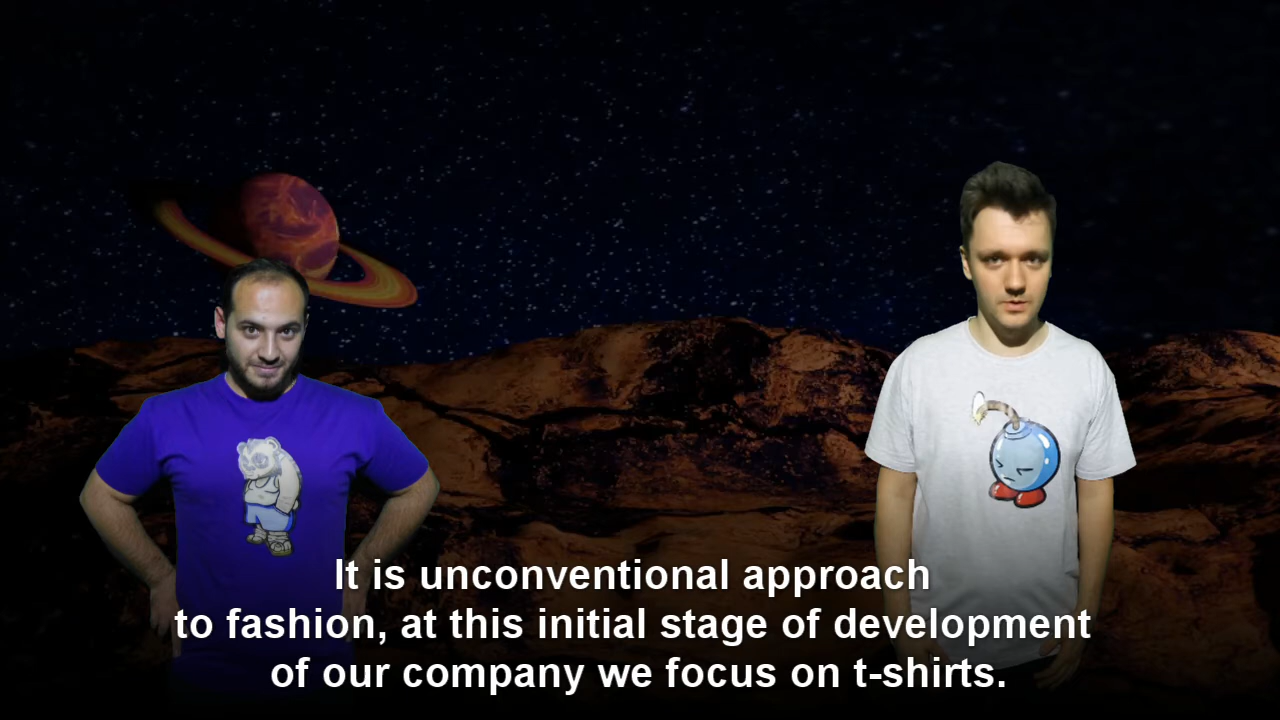 It is unconventional approach
to fashion, at this initial stage of development
of our company we focus on t-shirts.